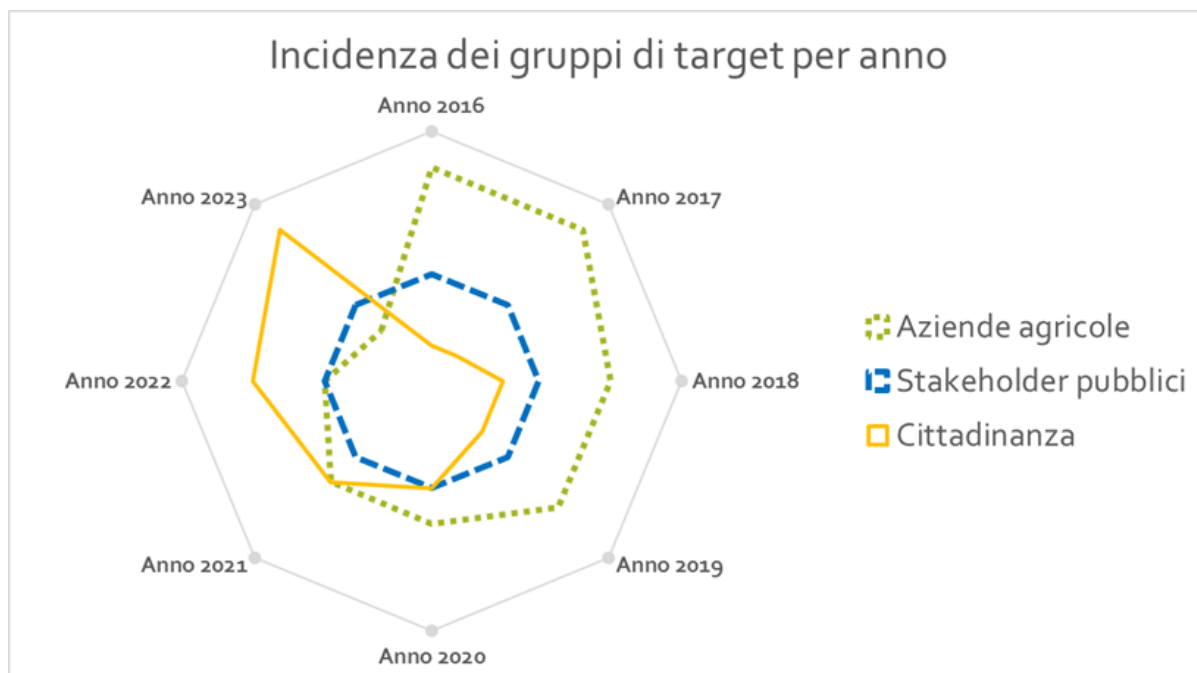 Incidenza dei gruppi di target per anno
Anno 2016
Anno 2023
Anno 2017
Anno 2022
Anno 2018
Anno 2021
Anno 2019
Anno 2020
Aziende agricole
Stakeholder pubblici
Cittadinanza